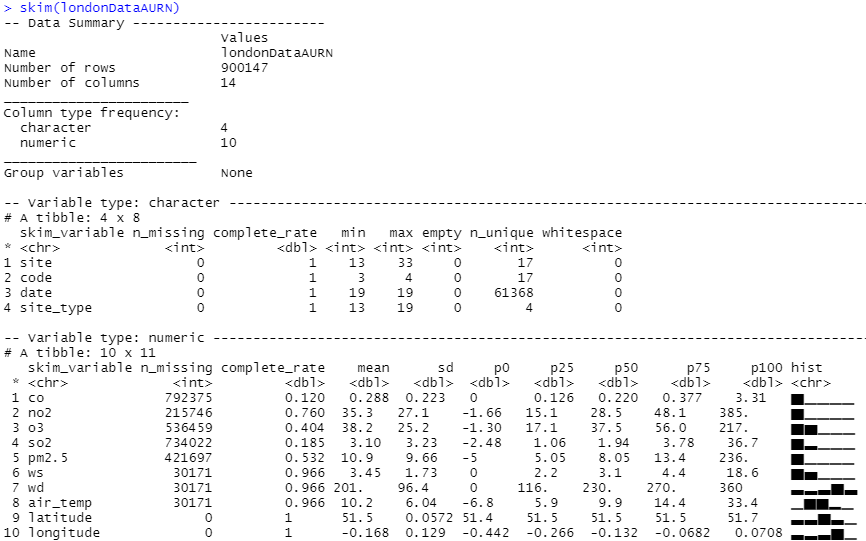 > skim(londonDataAURN)
-- Data Summary ------------------------
                           Values
Name                       londonDataAURN
Number of rows             900147
Number of columns          14
_______________________
Column type frequency:
  character                4
  numeric                  10
________________________
Group variables            None

-- Variable type: character --------------------------------------------------------------------------------
# A tibble: 4 x 8
  skim_variable n_missing complete_rate   min   max empty n_unique whitespace
* <chr>             <int>         <dbl> <int> <int> <int>    <int>      <int>
1 site                  0             1    13    33     0       17          0
2 code                  0             1     3     4     0       17          0
3 date                  0             1    19    19     0    61368          0
4 site_type             0             1    13    19     0        4          0

-- Variable type: numeric ----------------------------------------------------------------------------------
# A tibble: 10 x 11
   skim_variable n_missing complete_rate    mean      sd     p0     p25     p50     p75     p100 hist
 * <chr>             <int>         <dbl>   <dbl>   <dbl>  <dbl>   <dbl>   <dbl>   <dbl>    <dbl> <chr>
 1 co               792375         0.120   0.288  0.223   0       0.126   0.220  0.377    3.31   ▇▁▁▁▁
 2 no2              215746         0.760  35.3   27.1    -1.66   15.1    28.5   48.1    385.     ▇▁▁▁▁
 3 o3               536459         0.404  38.2   25.2    -1.30   17.1    37.5   56.0    217.     ▇▇▁▁▁
 4 so2              734022         0.185   3.10   3.23   -2.48    1.06    1.94   3.78    36.7    ▇▂▁▁▁
 5 pm2.5            421697         0.532  10.9    9.66   -5       5.05    8.05  13.4    236.     ▇▁▁▁▁
 6 ws                30171         0.966   3.45   1.73    0       2.2     3.1    4.4     18.6    ▇▅▁▁▁
 7 wd                30171         0.966 201.    96.4     0     116.    230.   270.     360      ▃▃▃▇▅
 8 air_temp          30171         0.966  10.2    6.04   -6.8     5.9     9.9   14.4     33.4    ▁▇▇▂▁
 9 latitude              0         1      51.5    0.0572 51.4    51.5    51.5   51.5     51.7    ▃▃▇▃▁
10 longitude             0         1      -0.168  0.129  -0.442  -0.266  -0.132 -0.0682   0.0708 ▂▃▃▇▂